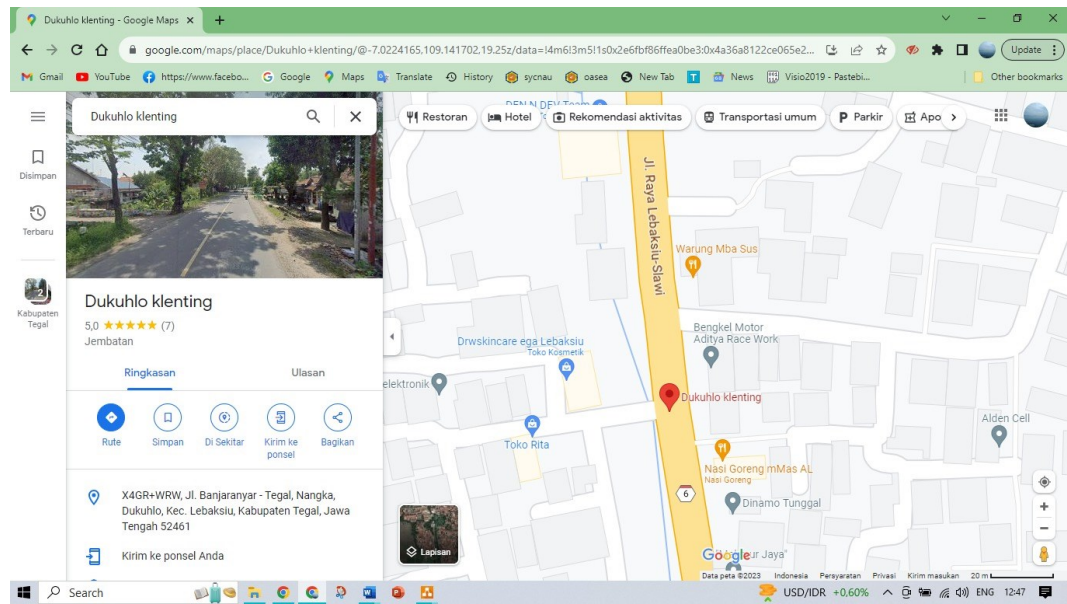 Dukuhlo klenting - Google Maps
google.com/maps/place/Dukuhlo+klenting/@-7.0224165,109.141702,19.25z/data=!4m6!3m5!1s0x2e6fbf86ffea0be3:0x4a36a8122ce065e2...
Update
Gmail YouTube https://www.facebo... Google Maps Translate History sycnau oasea New Tab News Visio2019 - Pastebi... Other bookmarks
Dukuhlo klenting
Restoran Hotel Rekomendasi aktivitas Transportasi umum P Parkir Apo
Disimpan
Terbaru
2
Kabupaten
Tegal
Dukuhlo klenting
5,0 (7)
Jembatan
Ringkasan Ulasan
Rute Simpan Di Sekitar Kirim ke
ponsel
Bagikan
X4GR+WRW, Jl. Banjaranyar - Tegal, Nangka,
Dukuhlo, Kec. Lebaksiu, Kabupaten Tegal, Jawa
Tengah 52461
Kirim ke ponsel Anda
Jl. Raya Lebaksiu-Slawi
Warung Mba Sus
Bengkel Motor
Aditya Race Work
Drwskincare ega Lebaksiu
Toko Kosmetik
elektronik
Dukuhlo klenting
Toko Rita
Alden Cell
Nasi Goreng mMas AL
Nasi Goreng
6
Dinamo Tunggal
Lapisan
Google
Jaya"
Data peta ©2023 Indonesia Persyaratan Privasi Kirim masukan 20 m
Search
USD/IDR +0,60% ENG 12:47